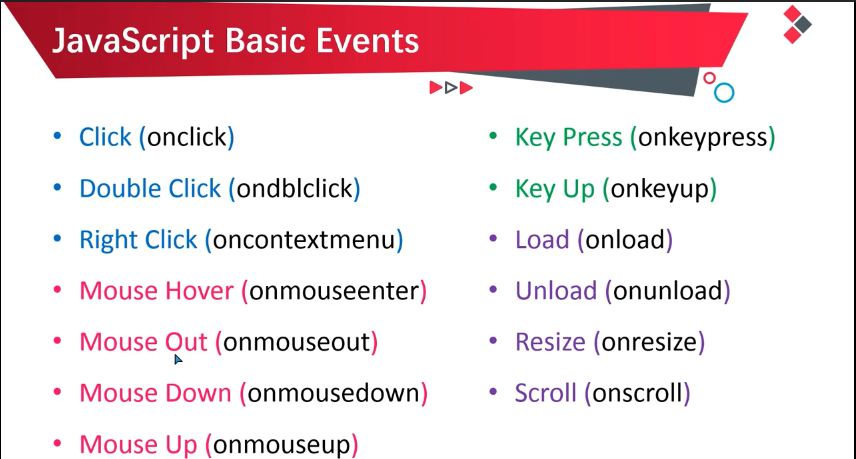 JavaScript Basic Events
• Click (onclick)
• Double Click (ondblclick)
• Right Click (oncontextmenu)
• Mouse Hover (onmouseenter)
• Mouse Out (onmouseout)
• Mouse Down (onmousedown)
• Mouse Up (onmouseup)
• Key Press (onkeypress)
• Key Up (onkeyup)
• Load (onload)
• Unload (onunload)
• Resize (onresize)
• Scroll (onscroll)